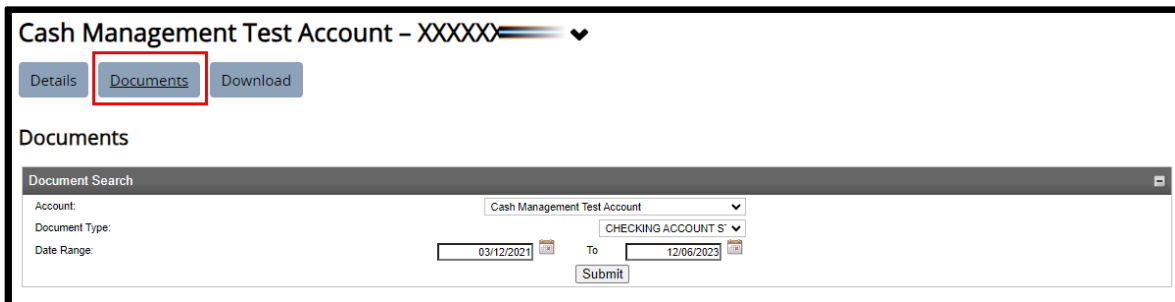 Cash Management Test Account – XXXXXX
Details Documents Download
Documents
Document Search
Account: Cash Management Test Account
Document Type: CHECKING ACCOUNT S
Date Range: 03/12/2021 To 12/06/2023
Submit